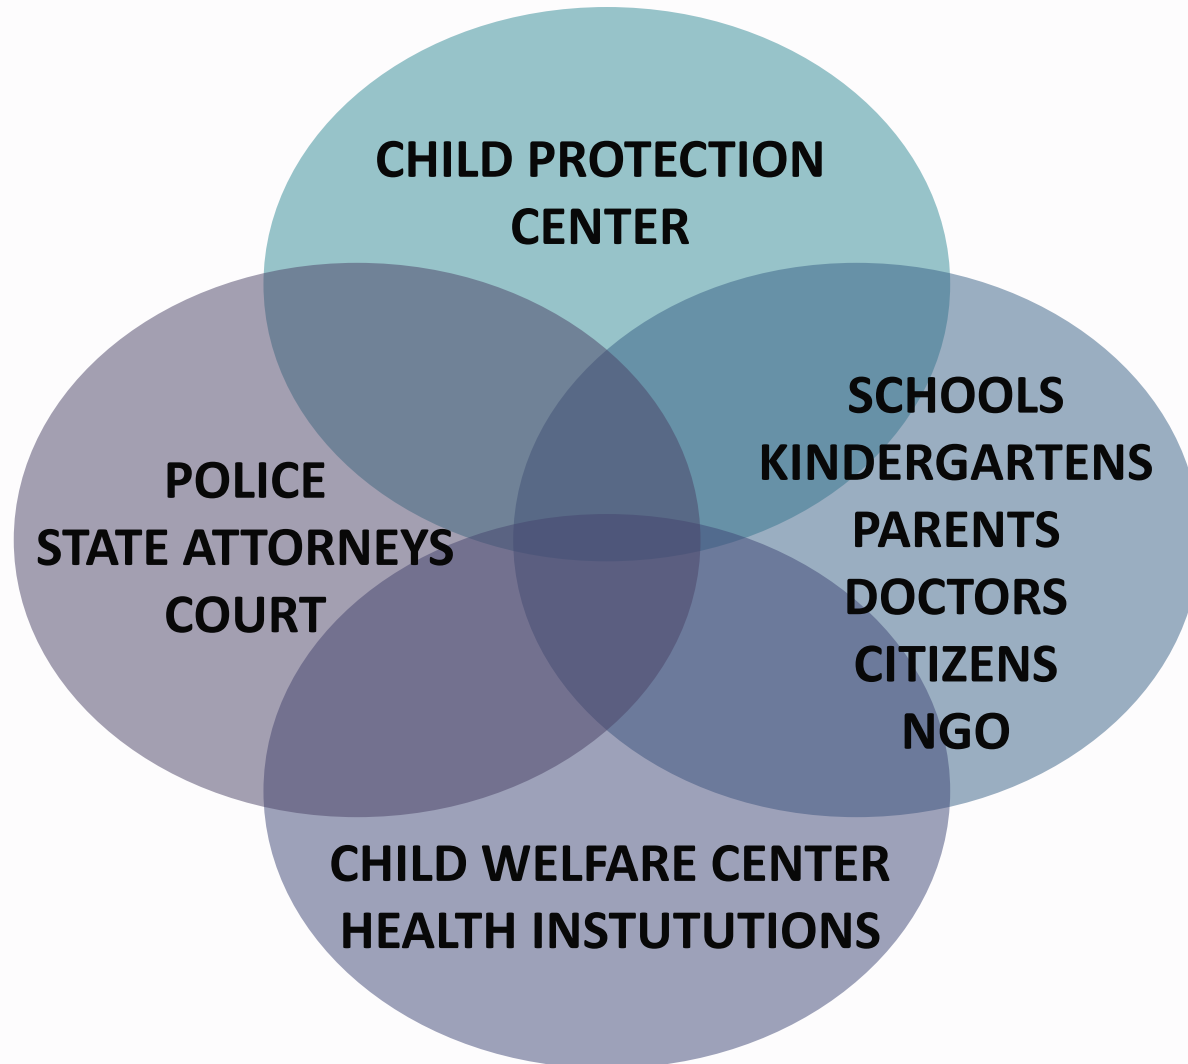 CHILD PROTECTION
CENTER
POLICE
STATE ATTORNEYS
COURT
SCHOOLS
KINDERGARTENS
PARENTS
DOCTORS
CITIZENS
NGO
CHILD WELFARE CENTER
HEALTH INSTUTUTIONS